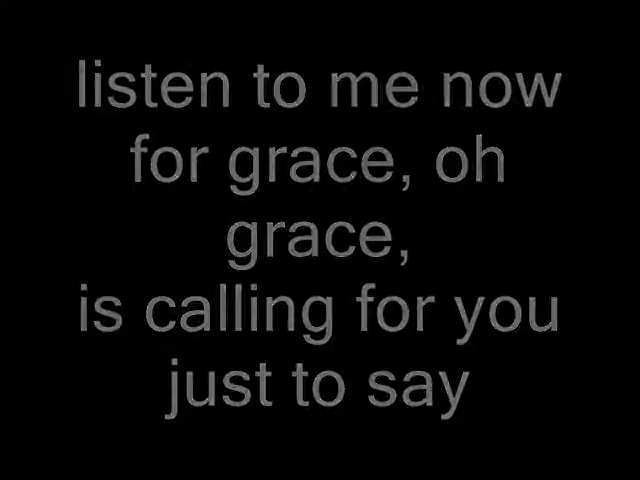 listen to me now
for grace, oh
grace,
is calling for you
just to say